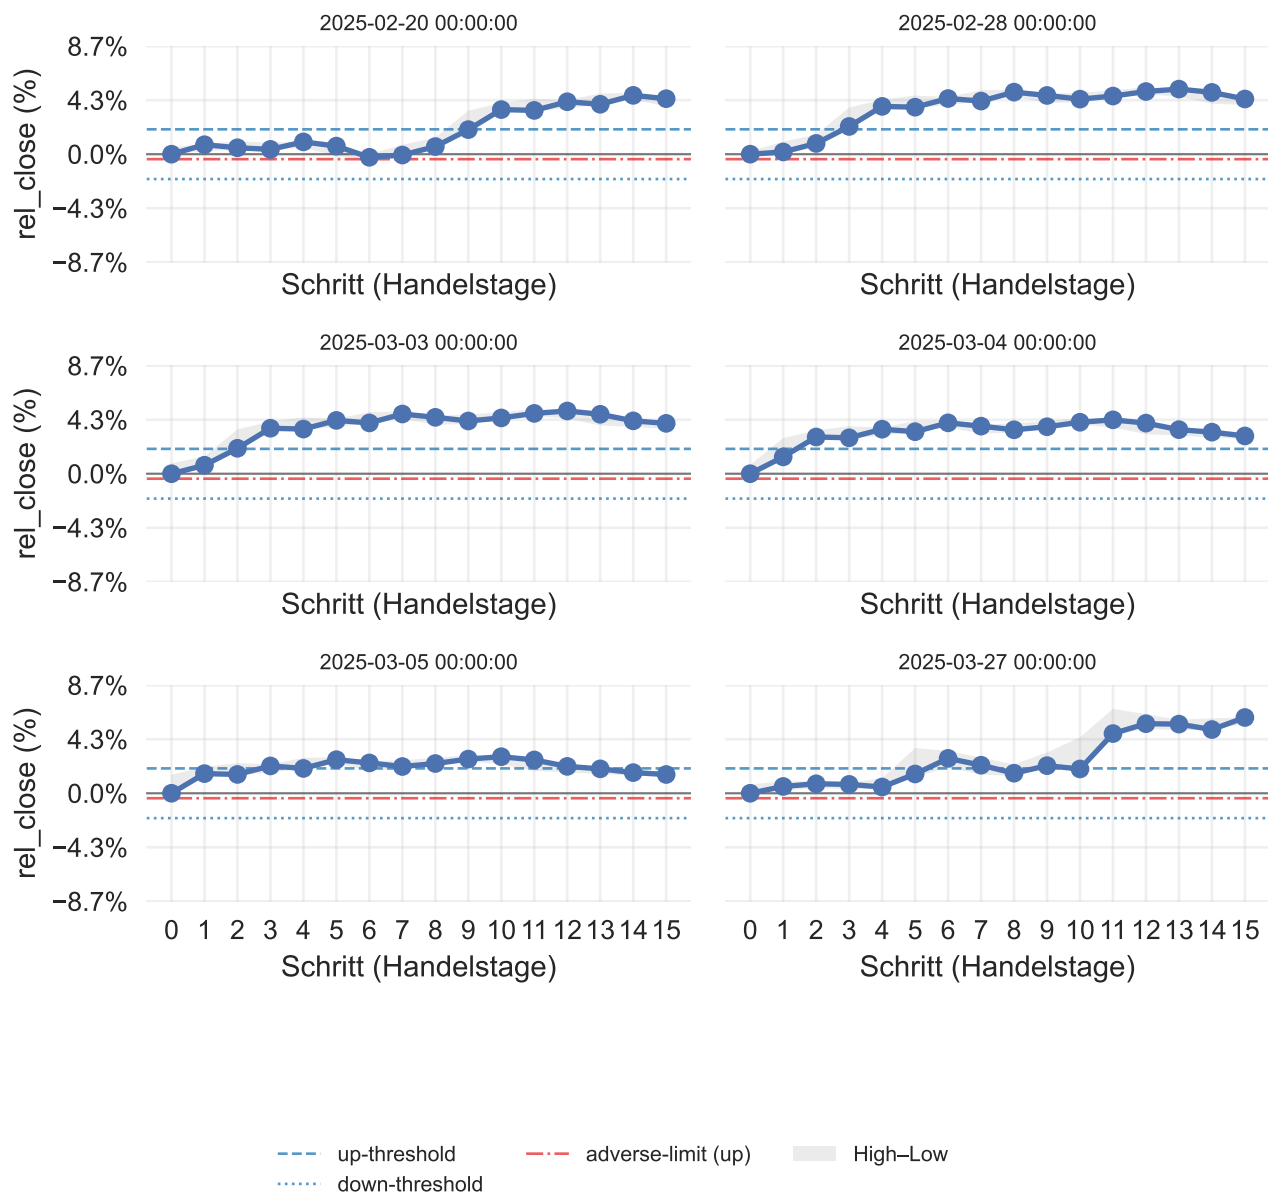 2025-02-20 00:00:00
2025-02-28 00:00:00
rel_close (%)
8.7%
4.3%
0.0%
−4.3%
−8.7%
Schritt (Handelstage)
Schritt (Handelstage)
2025-03-03 00:00:00
2025-03-04 00:00:00
rel_close (%)
8.7%
4.3%
0.0%
−4.3%
−8.7%
Schritt (Handelstage)
Schritt (Handelstage)
2025-03-05 00:00:00
2025-03-27 00:00:00
rel_close (%)
8.7%
4.3%
0.0%
−4.3%
−8.7%
0 1 2 3 4 5 6 7 8 9 10 11 12 13 14 15
0 1 2 3 4 5 6 7 8 9 10 11 12 13 14 15
Schritt (Handelstage)
Schritt (Handelstage)
up-threshold
adverse-limit (up)
High–Low
down-threshold